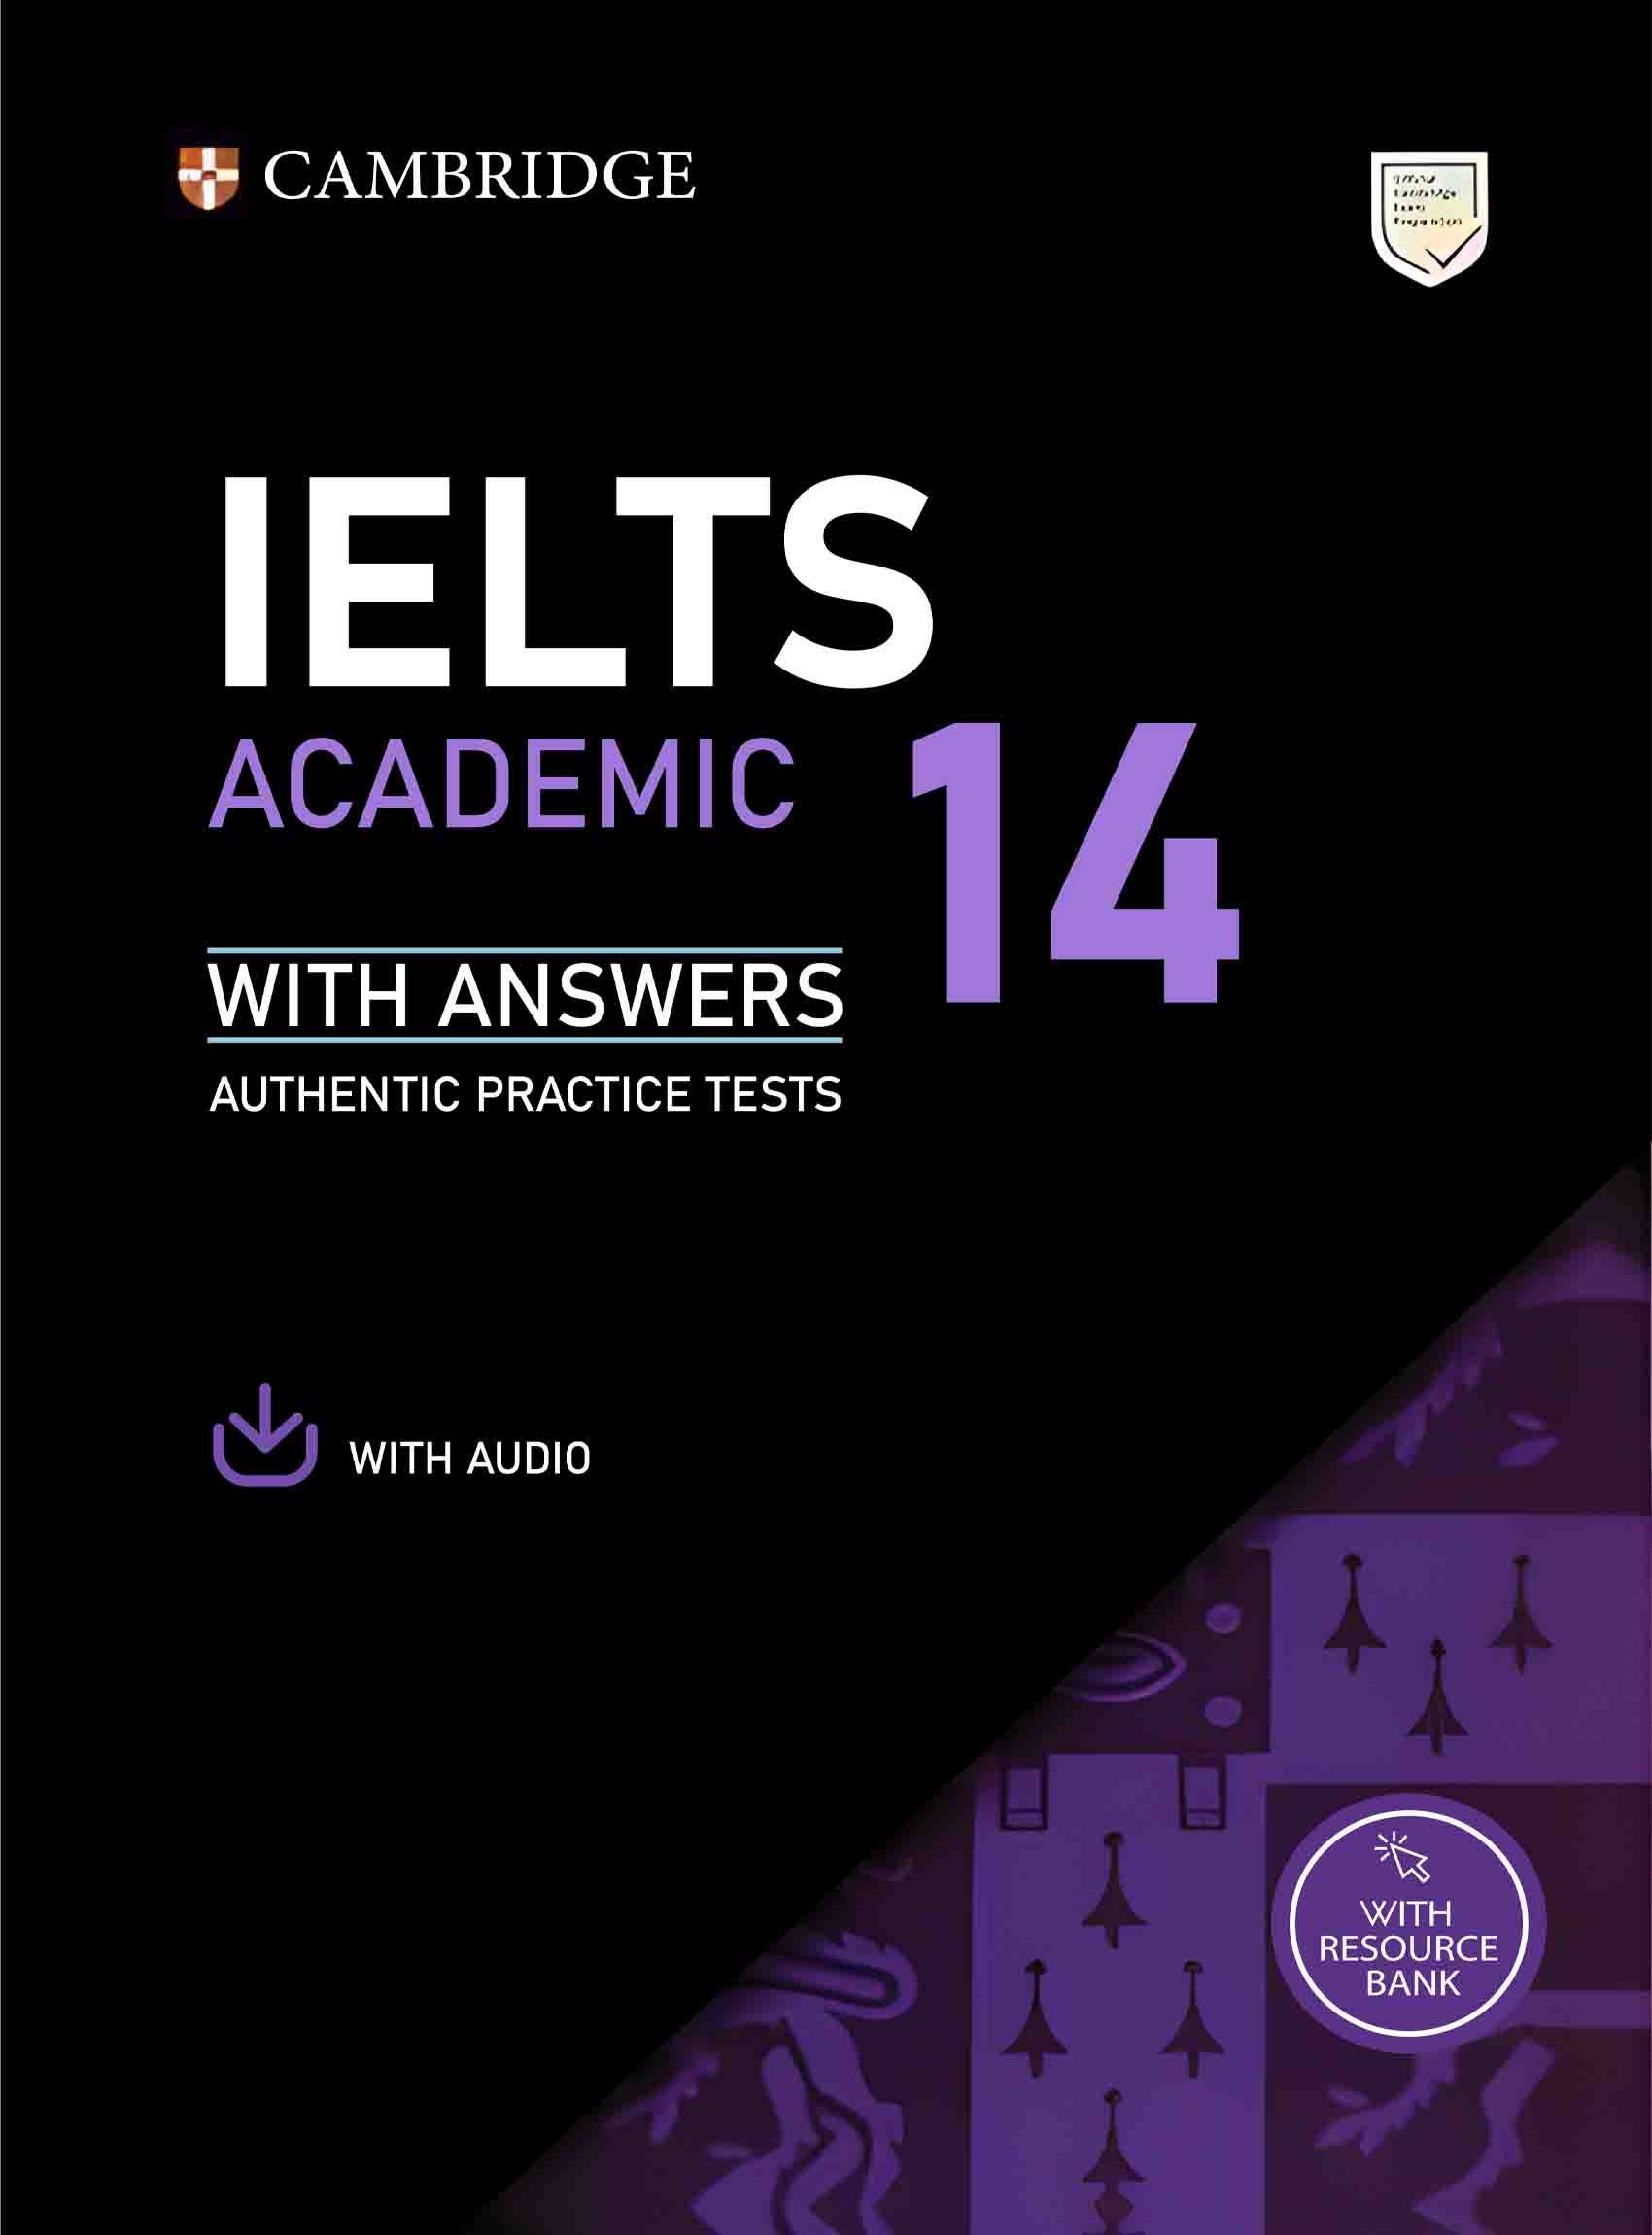 CAMBRIDGE
IELTS
ACADEMIC 14
WITH ANSWERS
AUTHENTIC PRACTICE TESTS
WITH AUDIO
WITH
RESOURCE
BANK